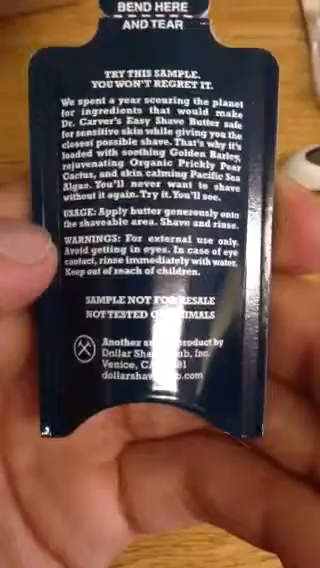 BEND HERE
AND TEAR
TRY THIS SAMPLE.
YOU WON'T REGRET IT.
We spent a year scouring the planet
for ingredients that would make
Dr. Carver's Easy Shave Butter safe
for sensitive skin while giving you the
closest possible shave. That's why it's
loaded with soothing Golden Barley,
rejuvenating Organic Prickly Pear
Cactus, and skin calming Pacific Sea
Algae. You'll never want to shave
without it again. Try it. You'll see.
USAGE: Apply butter generously onto
the shaveable area. Shave and rinse.
WARNINGS: For external use only.
Avoid getting in eyes. In case of eye
contact, rinse immediately with water.
Keep out of reach of children.
SAMPLE NOT FOR RESALE
NOT TESTED ON ANIMALS
Another product by
Dollar Shave Club, Inc.
Venice, CA
dollarshaveclub.com